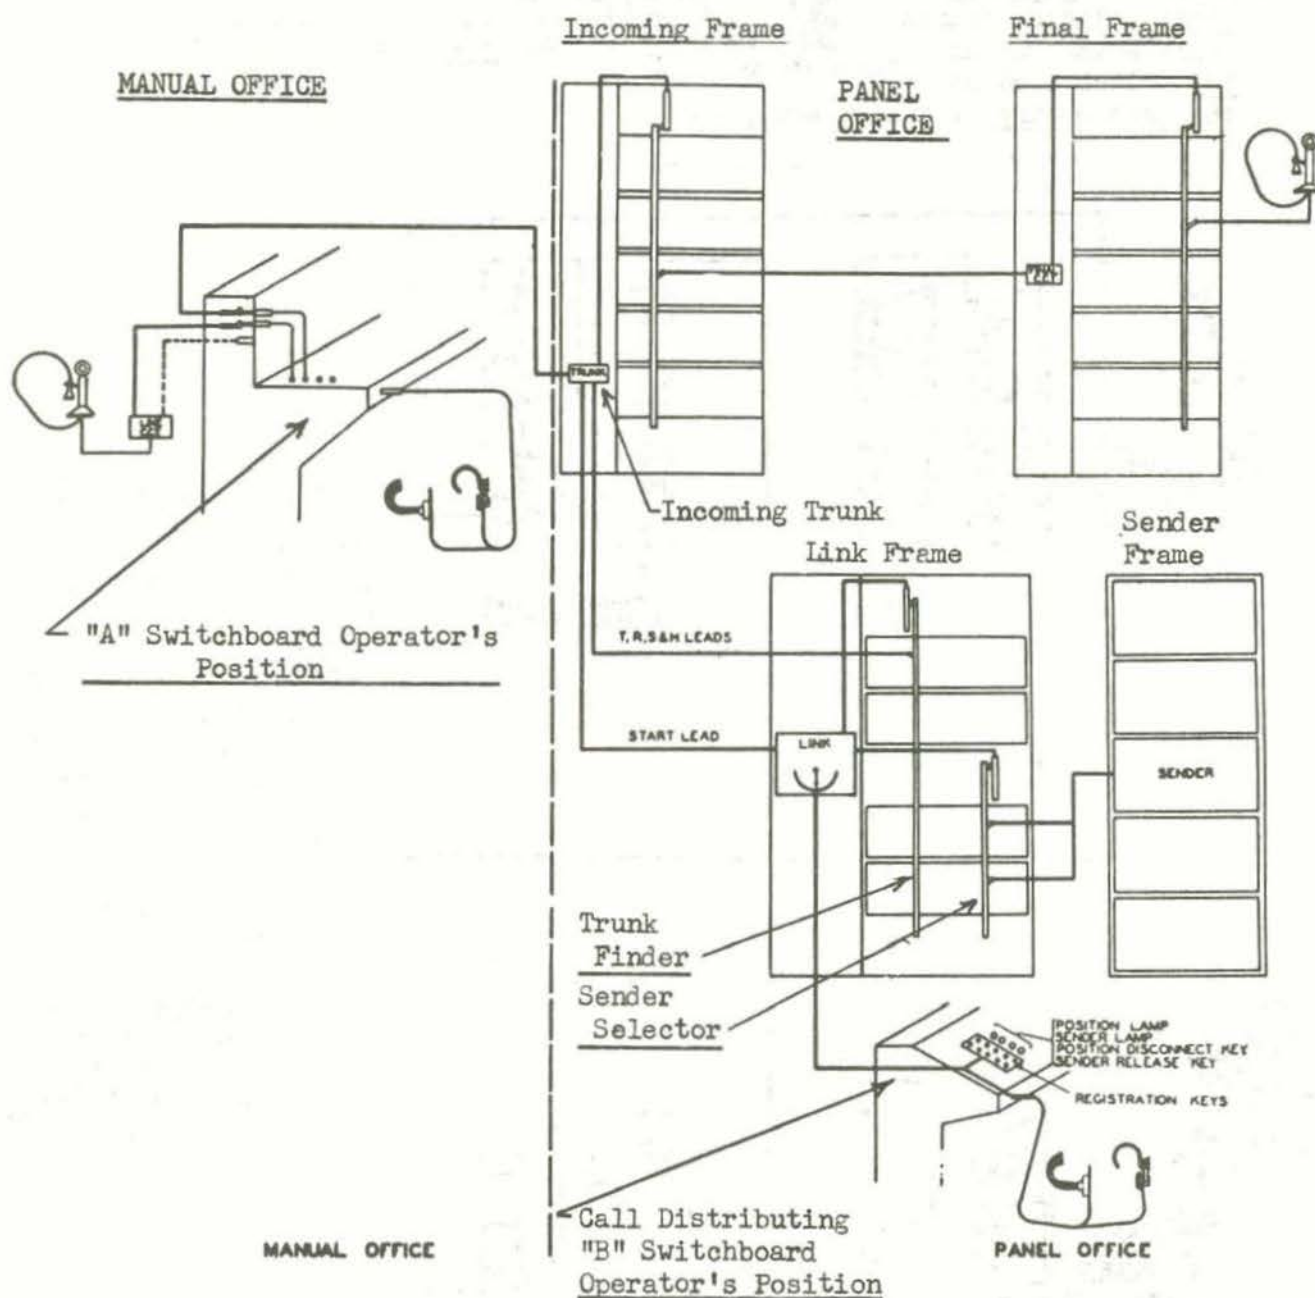 Incoming Frame
Final Frame
MANUAL OFFICE
PANEL
OFFICE
TRUNK
Incoming Trunk
Link Frame
Sender
Frame
"A" Switchboard Operator's
Position
T, R, S & H LEADS
START LEAD
LINK
SENDER
Trunk
Finder
Sender
Selector
POSITION LAMP
SENDER LAMP
POSITION DISCONNECT KEY
SENDER RELEASE KEY
REGISTRATION KEYS
Call Distributing
"B" Switchboard
Operator's Position
MANUAL OFFICE
PANEL OFFICE